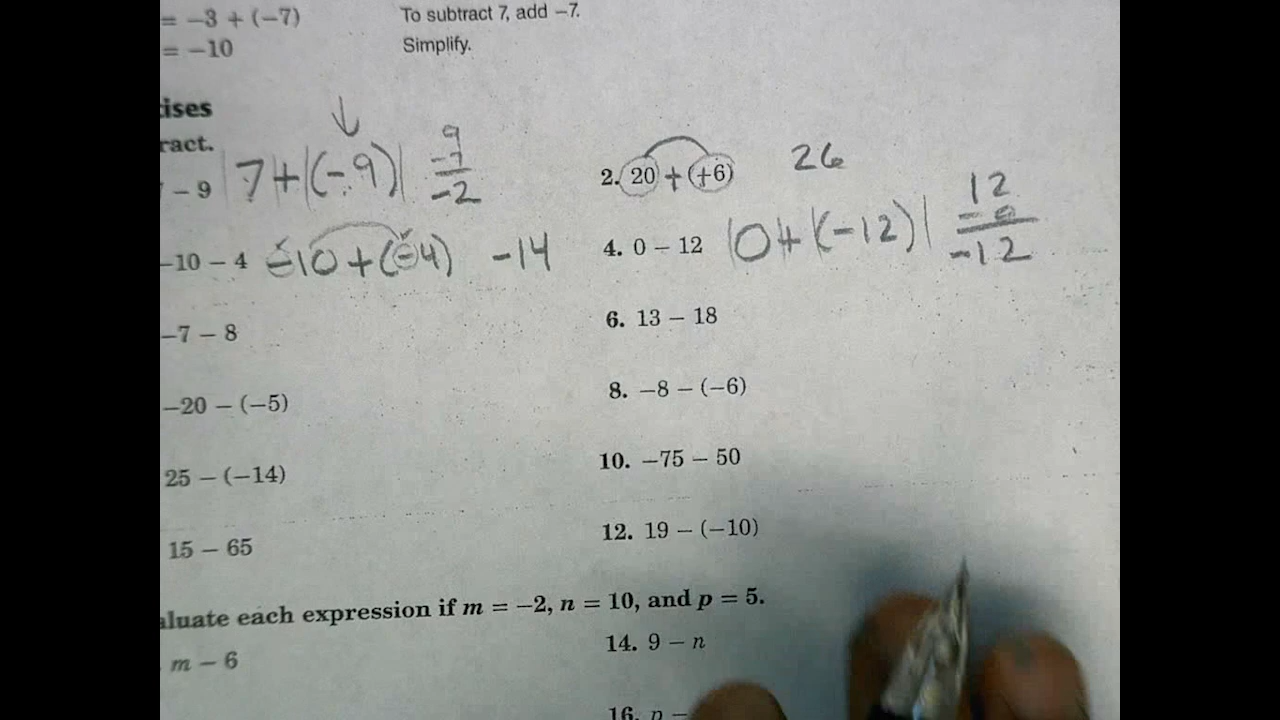 = −3 + (−7) To subtract 7, add −7.
= −10 Simplify.
ises
ract.
− 9 |7+|(-9)| 9
-7
-2
2. 20 + (+6) 26
−10 − 4 -10+(-4) -14
4. 0 − 12 |0+(-12)| 12
- 0
-12
−7 − 8
6. 13 − 18
−20 − (−5)
8. −8 − (−6)
25 − (−14)
10. −75 − 50
15 − 65
12. 19 − (−10)
aluate each expression if m = −2, n = 10, and p = 5.
m − 6
14. 9 − n
16. n −